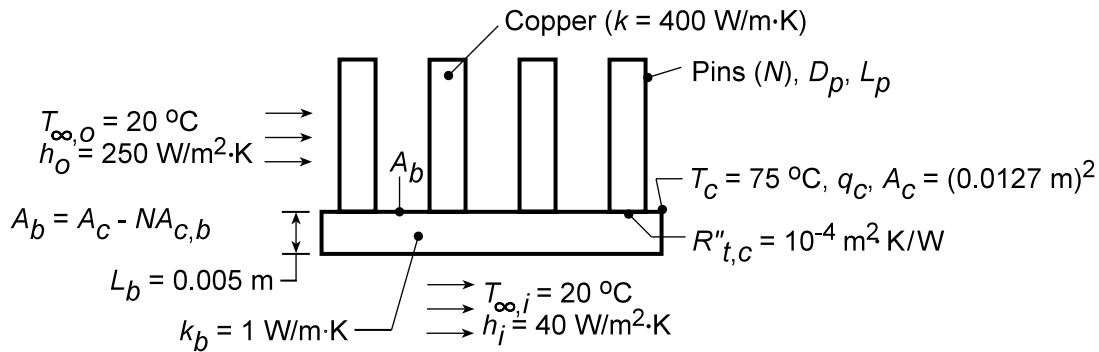 Copper (k = 400 W/m·K)
Pins (N), D_p, L_p
T_∞,o = 20 °C
h_o = 250 W/m²·K
A_b
T_c = 75 °C, q_c, A_c = (0.0127 m)²
A_b = A_c - NA_c,b
R"_t,c = 10⁻⁴ m²·K/W
L_b = 0.005 m
T_∞,i = 20 °C
h_i = 40 W/m²·K
k_b = 1 W/m·K